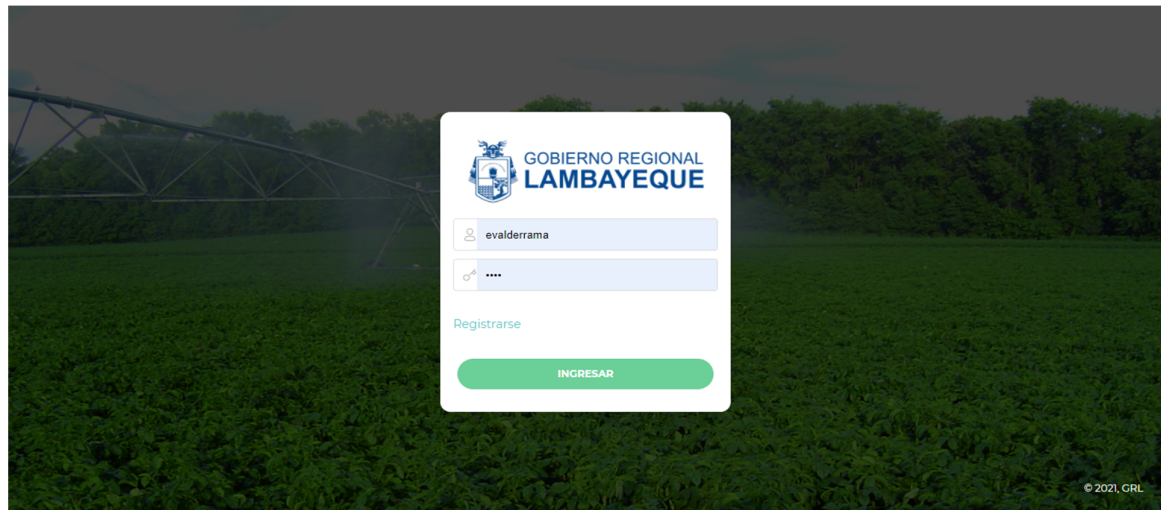 GOBIERNO REGIONAL
LAMBAYEQUE
evalderrama
••••
Registrarse
INGRESAR
© 2021, GRL